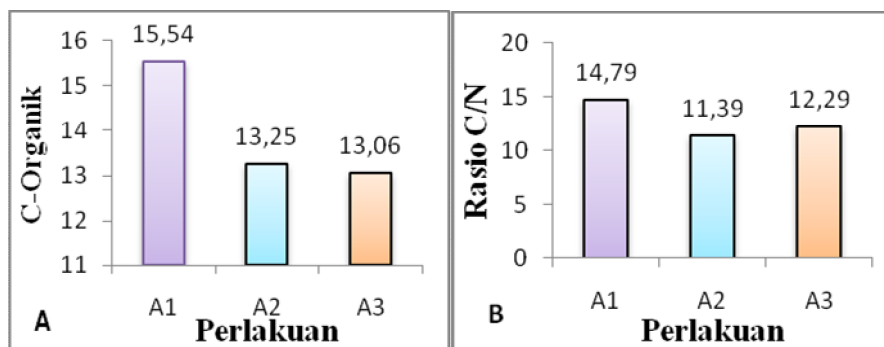 C-Organik
16
15
14
13
12
11
15,54
13,25
13,06
A1
A2
A3
Perlakuan
A
Rasio C/N
20
15
10
5
0
14,79
11,39
12,29
A1
A2
A3
Perlakuan
B